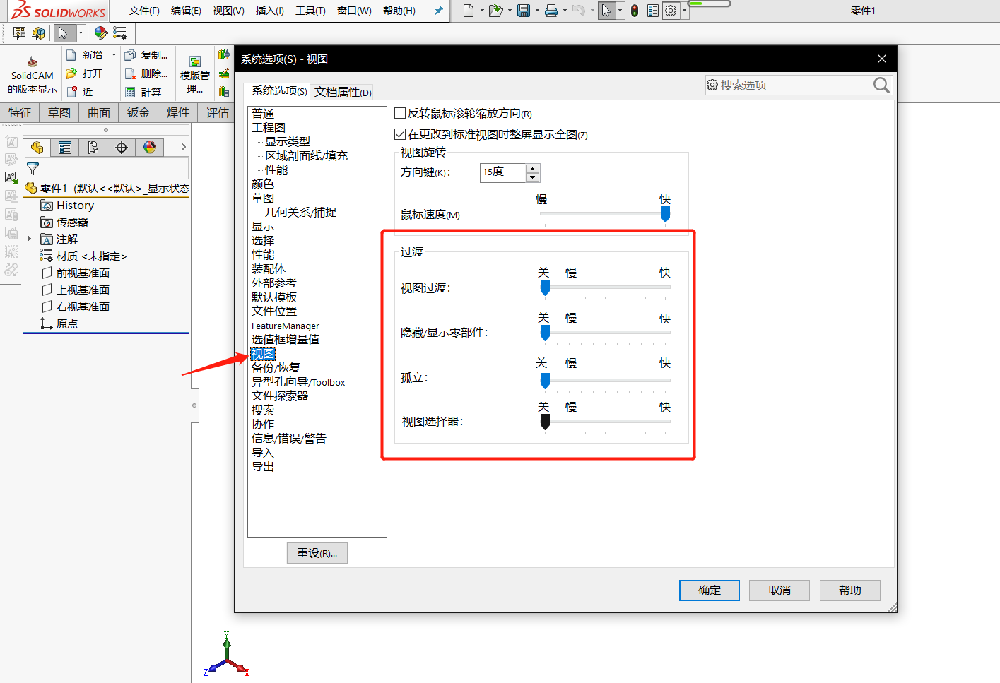 SOLIDWORKS
文件(F) 编辑(E) 视图(V) 插入(I) 工具(T) 窗口(W) 帮助(H)
零件1
SolidCAM
的版本显示
新增
打开
近
复制...
删除...
计算
模版管
理...
特征 草图 曲面 钣金 焊件 评估
零件1 (默认<<默认>_显示状态
History
传感器
注解
材质 <未指定>
前视基准面
上视基准面
右视基准面
原点
系统选项(S) - 视图
系统选项(S) 文档属性(D)
搜索选项
普通
工程图
显示类型
区域剖面线/填充
性能
颜色
草图
几何关系/捕捉
显示
选择
性能
装配体
外部参考
默认模板
文件位置
FeatureManager
选值框增量值
视图
备份/恢复
异型孔向导/Toolbox
文件探索器
搜索
协作
信息/错误/警告
导入
导出
重设(R)...
反转鼠标滚轮缩放方向(R)
在更改到标准视图时整屏显示全图(Z)
视图旋转
方向键(K):
15度
慢 快
鼠标速度(M)
过渡
关 慢 快
视图过渡:
关 慢 快
隐藏/显示零部件:
关 慢 快
孤立:
关 慢 快
视图选择器:
确定 取消 帮助
Y
Z
X